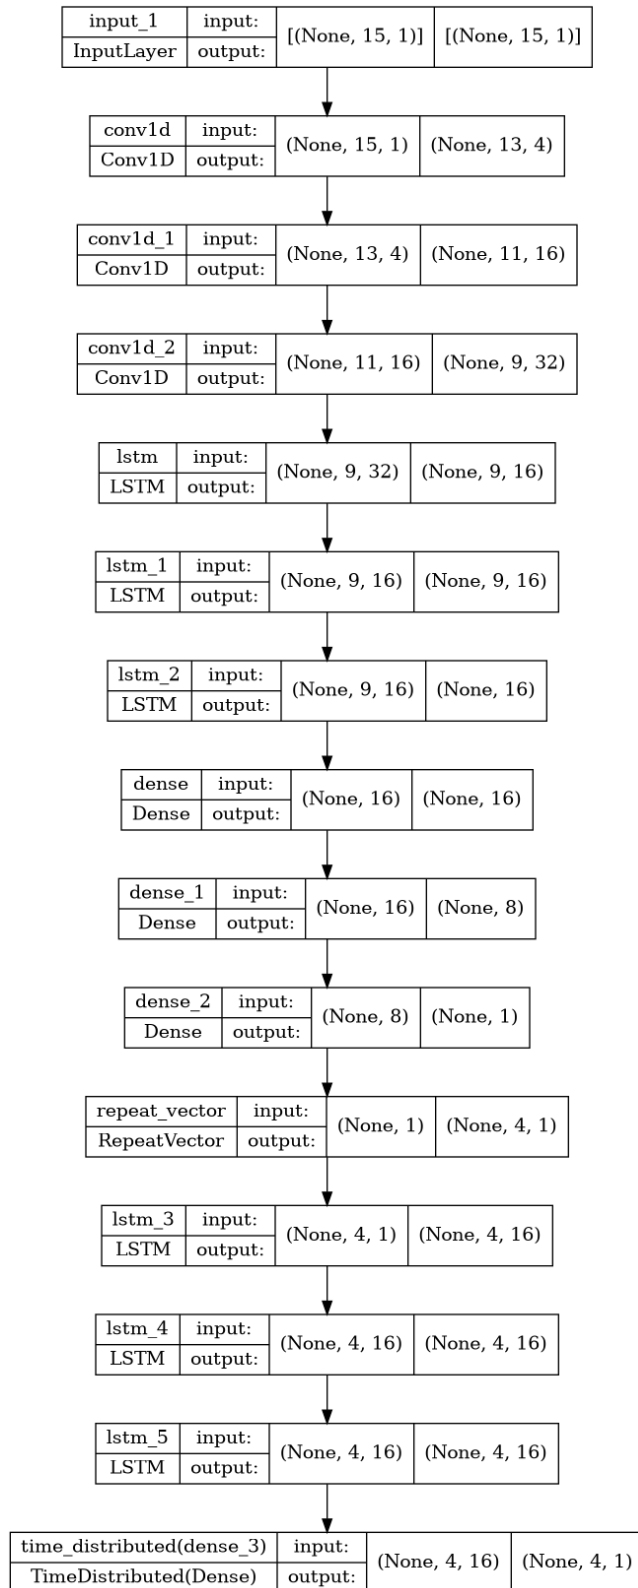 input_1 input: [(None, 15, 1)] [(None, 15, 1)]
InputLayer output:
conv1d input: (None, 15, 1) (None, 13, 4)
Conv1D output:
conv1d_1 input: (None, 13, 4) (None, 11, 16)
Conv1D output:
conv1d_2 input: (None, 11, 16) (None, 9, 32)
Conv1D output:
lstm input: (None, 9, 32) (None, 9, 16)
LSTM output:
lstm_1 input: (None, 9, 16) (None, 9, 16)
LSTM output:
lstm_2 input: (None, 9, 16) (None, 16)
LSTM output:
dense input: (None, 16) (None, 16)
Dense output:
dense_1 input: (None, 16) (None, 8)
Dense output:
dense_2 input: (None, 8) (None, 1)
Dense output:
repeat_vector input: (None, 1) (None, 4, 1)
RepeatVector output:
lstm_3 input: (None, 4, 1) (None, 4, 16)
LSTM output:
lstm_4 input: (None, 4, 16) (None, 4, 16)
LSTM output:
lstm_5 input: (None, 4, 16) (None, 4, 16)
LSTM output:
time_distributed(dense_3) input: (None, 4, 16) (None, 4, 1)
TimeDistributed(Dense) output: